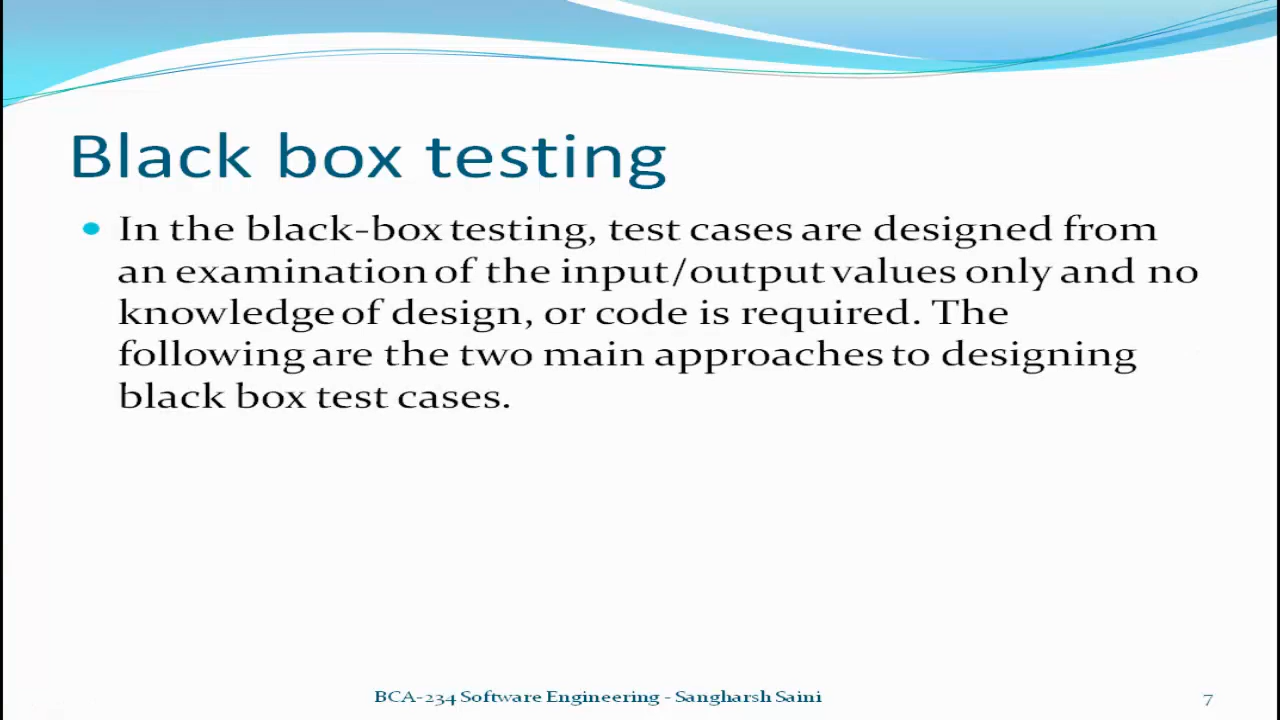 Black box testing
In the black-box testing, test cases are designed from
an examination of the input/output values only and no
knowledge of design, or code is required. The
following are the two main approaches to designing
black box test cases.
BCA-234 Software Engineering - Sangharsh Saini
7